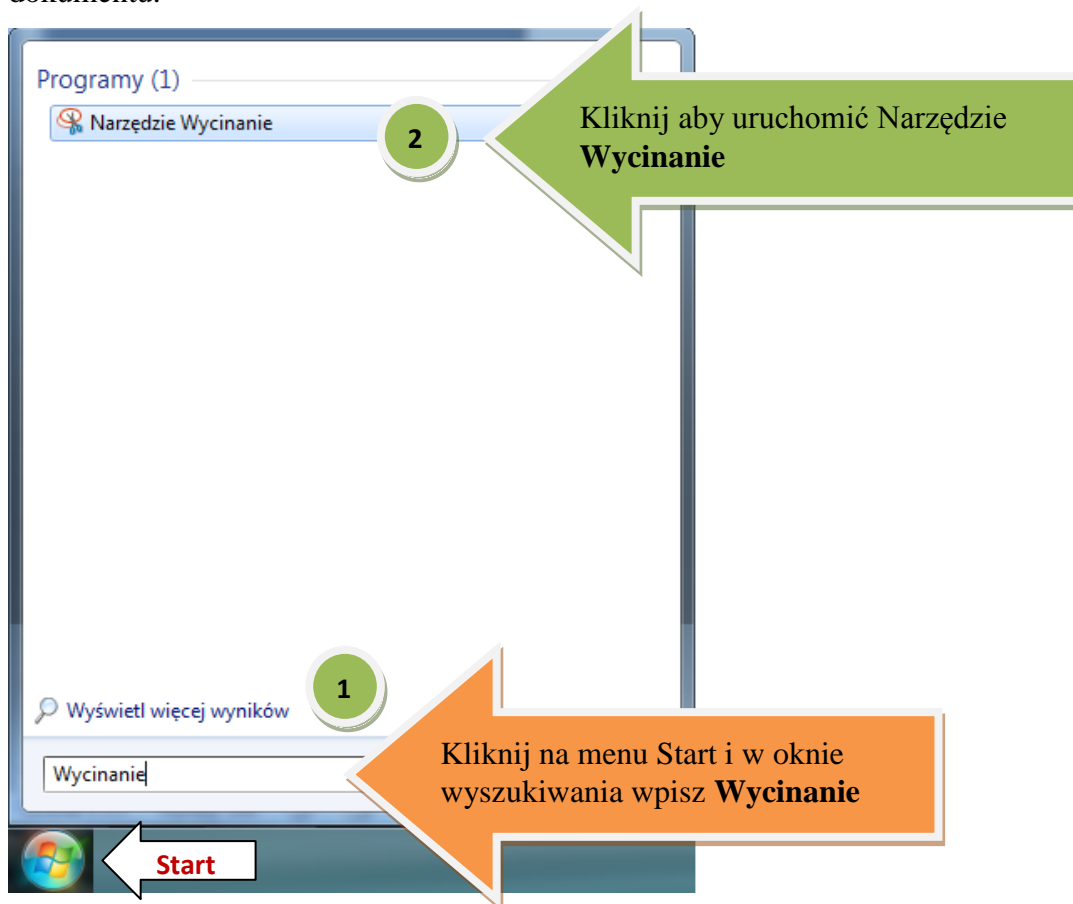 dokumentu.
Programy (1)
Narzędzie Wycinanie
2
Kliknij aby uruchomić Narzędzie
Wycinanie
1
Wyświetl więcej wyników
Wycinanie
Kliknij na menu Start i w oknie
wyszukiwania wpisz Wycinanie
Start